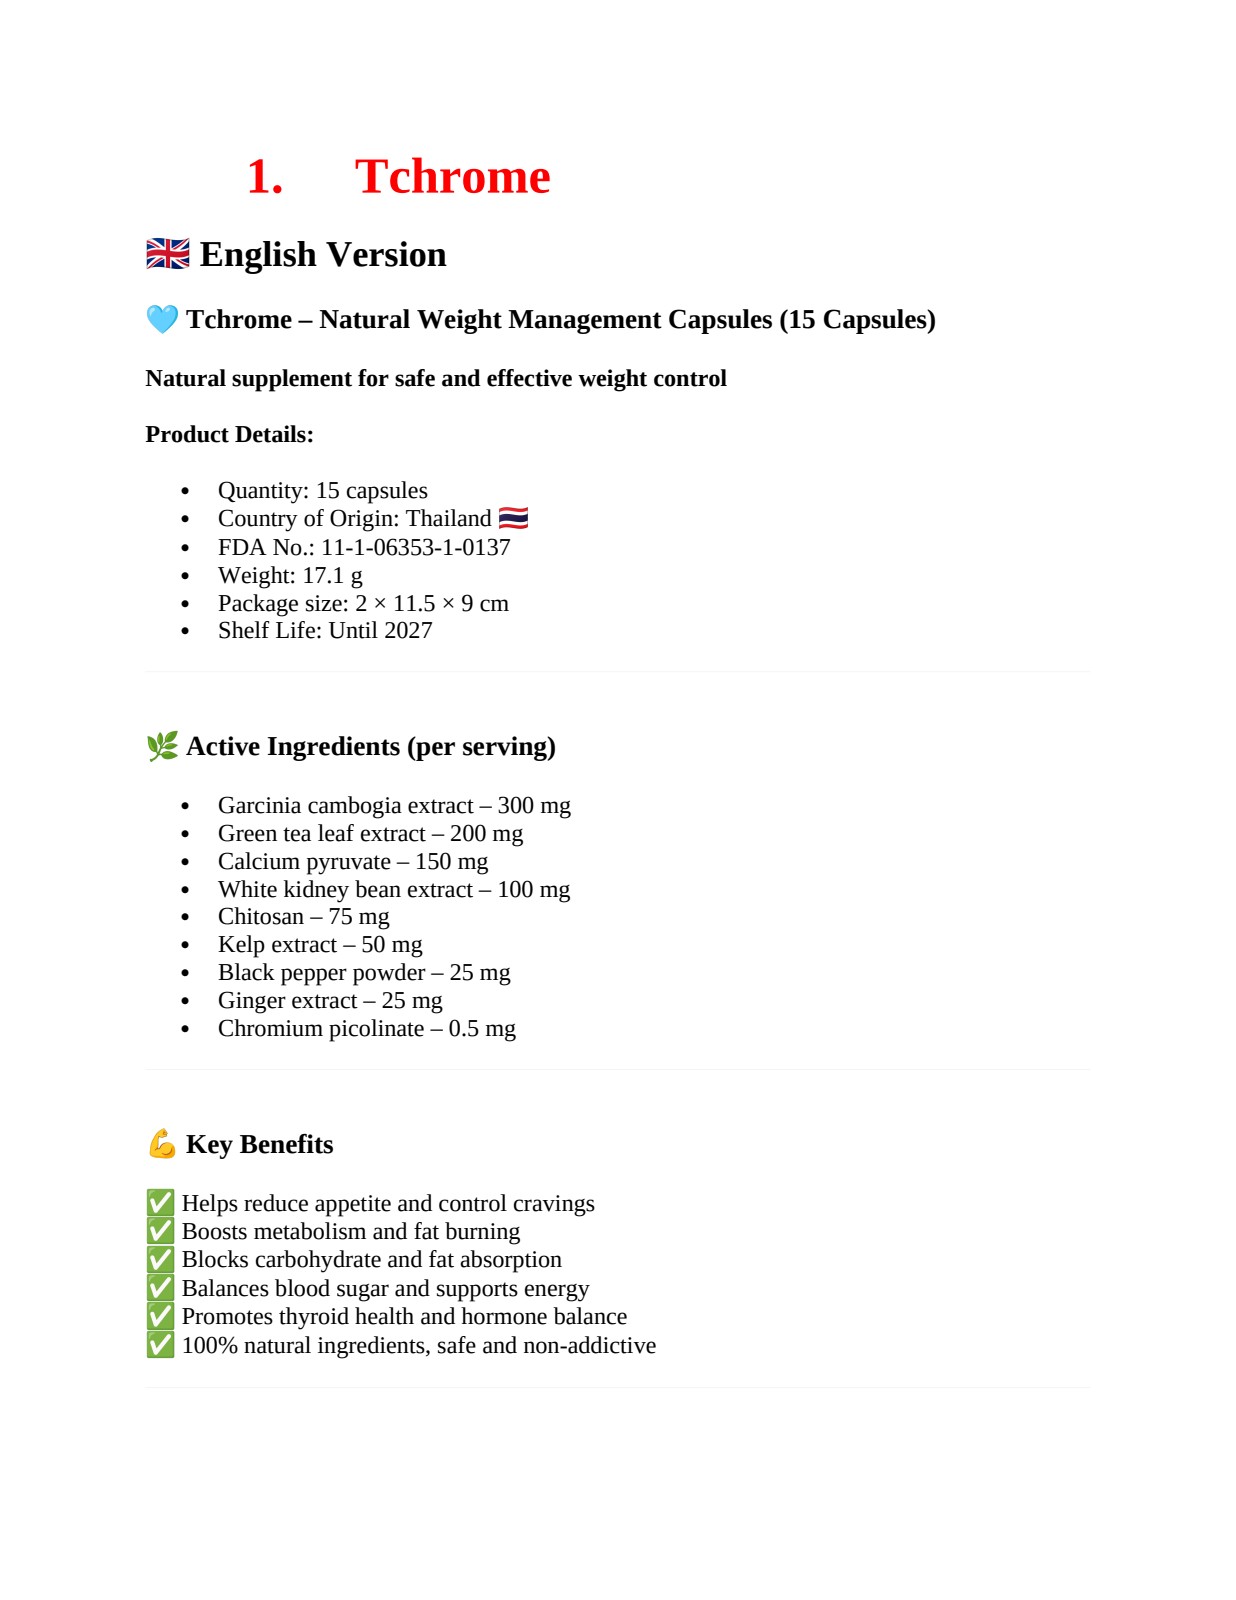 1. Tchrome
🇬🇧 English Version
🩵 Tchrome – Natural Weight Management Capsules (15 Capsules)
Natural supplement for safe and effective weight control
Product Details:
• Quantity: 15 capsules
• Country of Origin: Thailand 🇹🇭
• FDA No.: 11-1-06353-1-0137
• Weight: 17.1 g
• Package size: 2 × 11.5 × 9 cm
• Shelf Life: Until 2027
🌿 Active Ingredients (per serving)
• Garcinia cambogia extract – 300 mg
• Green tea leaf extract – 200 mg
• Calcium pyruvate – 150 mg
• White kidney bean extract – 100 mg
• Chitosan – 75 mg
• Kelp extract – 50 mg
• Black pepper powder – 25 mg
• Ginger extract – 25 mg
• Chromium picolinate – 0.5 mg
💪 Key Benefits
✅ Helps reduce appetite and control cravings
✅ Boosts metabolism and fat burning
✅ Blocks carbohydrate and fat absorption
✅ Balances blood sugar and supports energy
✅ Promotes thyroid health and hormone balance
✅ 100% natural ingredients, safe and non-addictive